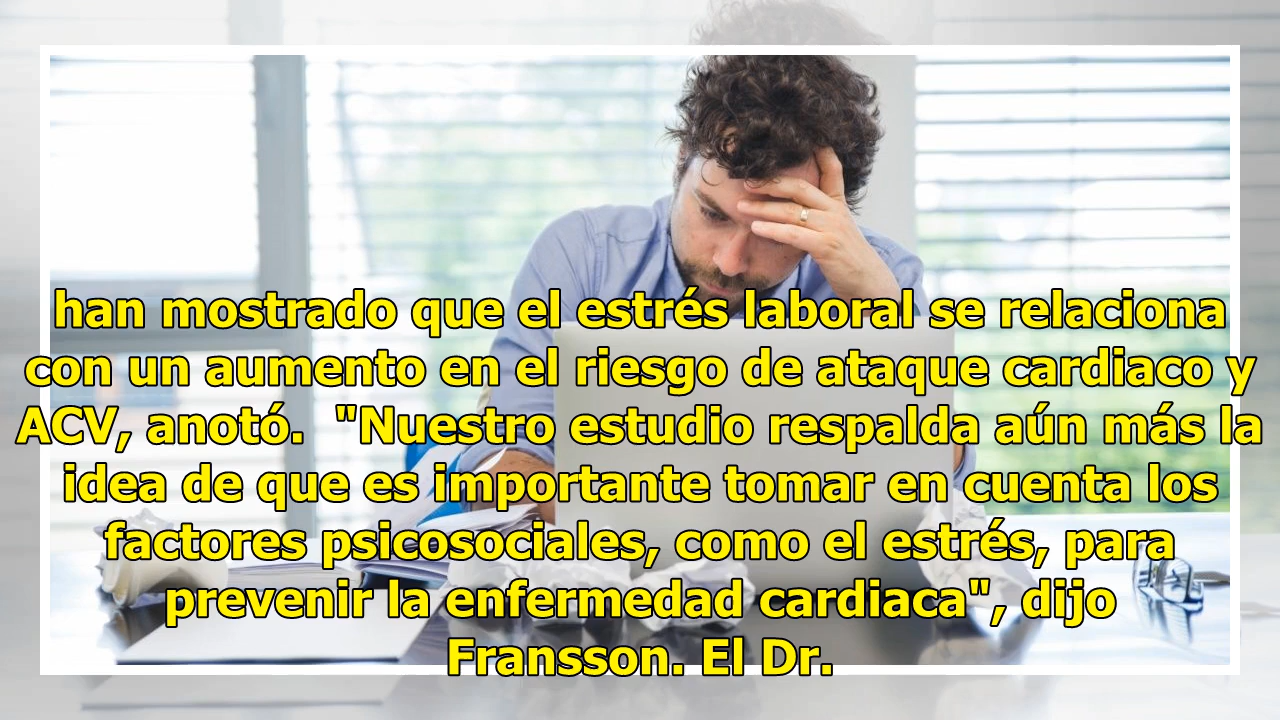 han mostrado que el estrés laboral se relaciona
con un aumento en el riesgo de ataque cardiaco y
ACV, anotó.  "Nuestro estudio respalda aún más la
idea de que es importante tomar en cuenta los
factores psicosociales, como el estrés, para
prevenir la enfermedad cardiaca", dijo
Fransson. El Dr.